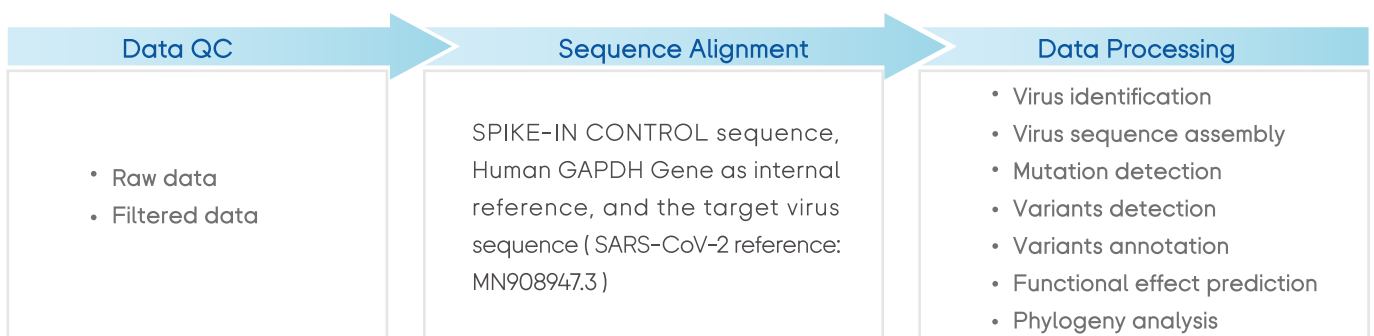 Data QC
Sequence Alignment
Data Processing
• Raw data
• Filtered data
SPIKE-IN CONTROL sequence,
Human GAPDH Gene as internal
reference, and the target virus
sequence ( SARS-CoV-2 reference:
MN908947.3 )
• Virus identification
• Virus sequence assembly
• Mutation detection
• Variants detection
• Variants annotation
• Functional effect prediction
• Phylogeny analysis